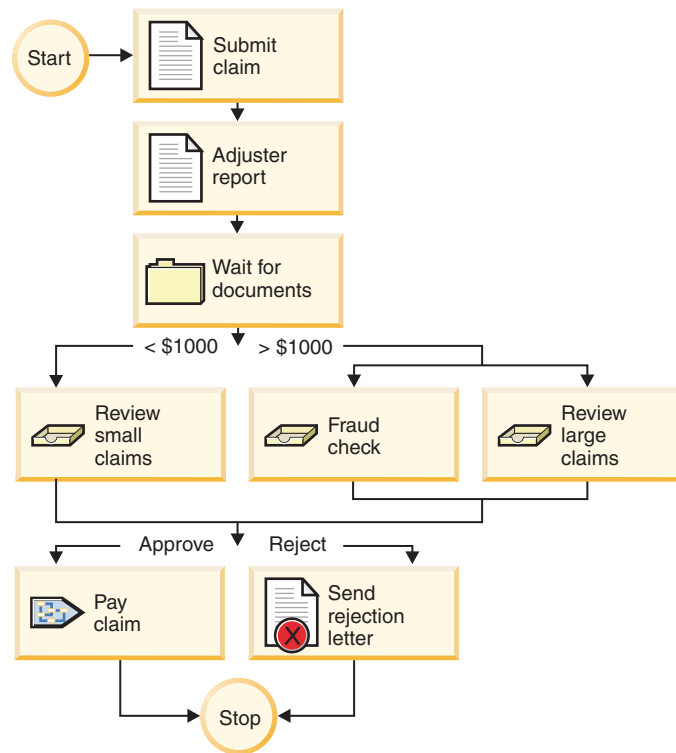 Start
Submit
claim
Adjuster
report
Wait for
documents
< $1000
> $1000
Review
small
claims
Fraud
check
Review
large
claims
Approve
Reject
Pay
claim
Send
rejection
letter
X
Stop